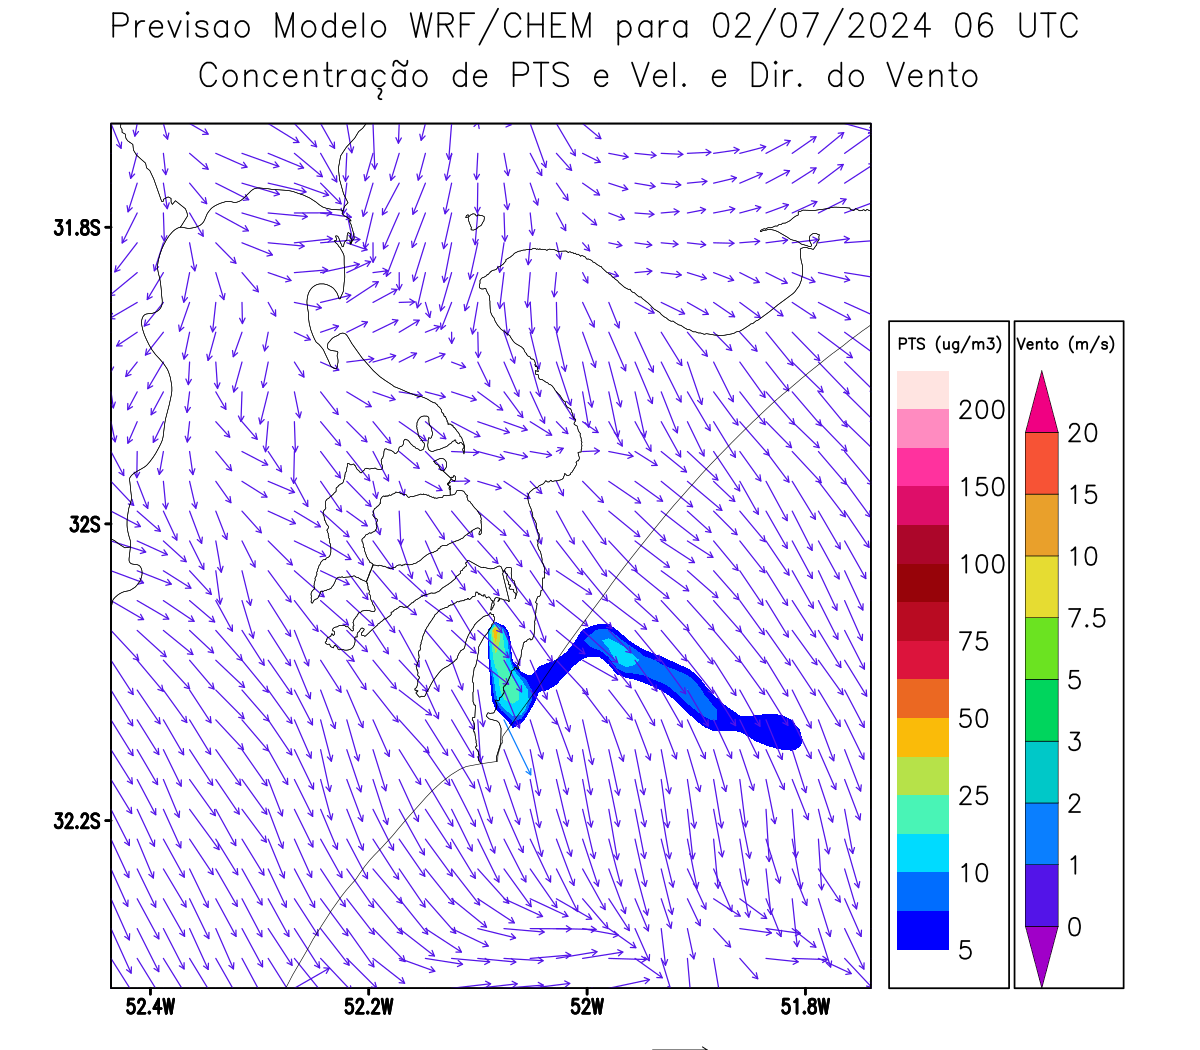 Previsao Modelo WRF/CHEM para 02/07/2024 06 UTC
Concentração de PTS e Vel. e Dir. do Vento
31.8S
32S
32.2S
52.4W
52.2W
52W
51.8W
PTS (ug/m3)
200
150
100
75
50
25
10
5
Vento (m/s)
20
15
10
7.5
5
3
2
1
0